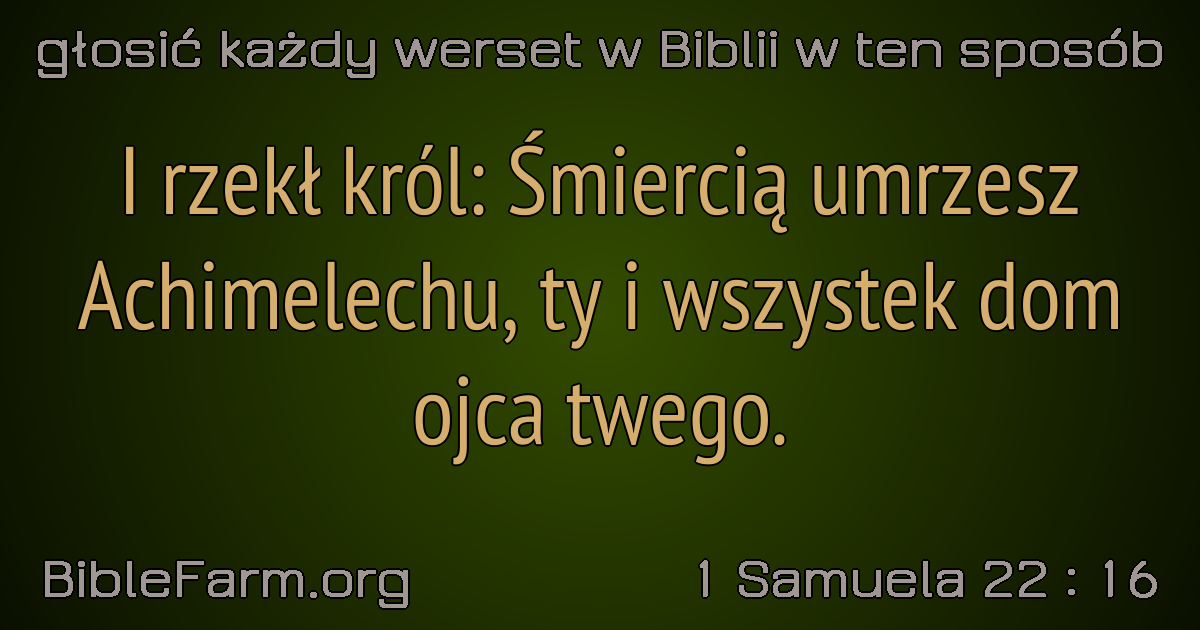 głosić każdy werset w Biblii w ten sposób
I rzekł król: Śmiercią umrzesz
Achimelechu, ty i wszystek dom
ojca twego.
BibleFarm.org
1 Samuela 22 : 16